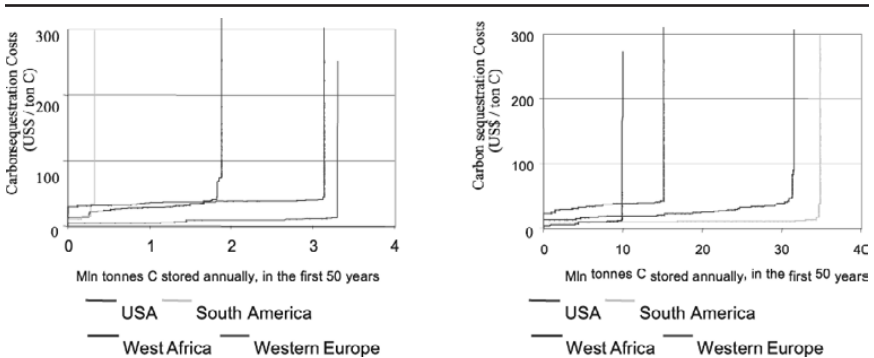 Carbonsequestration Costs
(US$ / ton C)
300
200
100
0
0 1 2 3 4
Mln tonnes C stored annually, in the first 50 years
USA South America
West Africa Western Europe
Carbon sequestration Costs
(US$ / ton C)
300
200
100
0
0 10 20 30 40
Mln tonnes C stored annually, in the first 50 years
USA South America
West Africa Western Europe